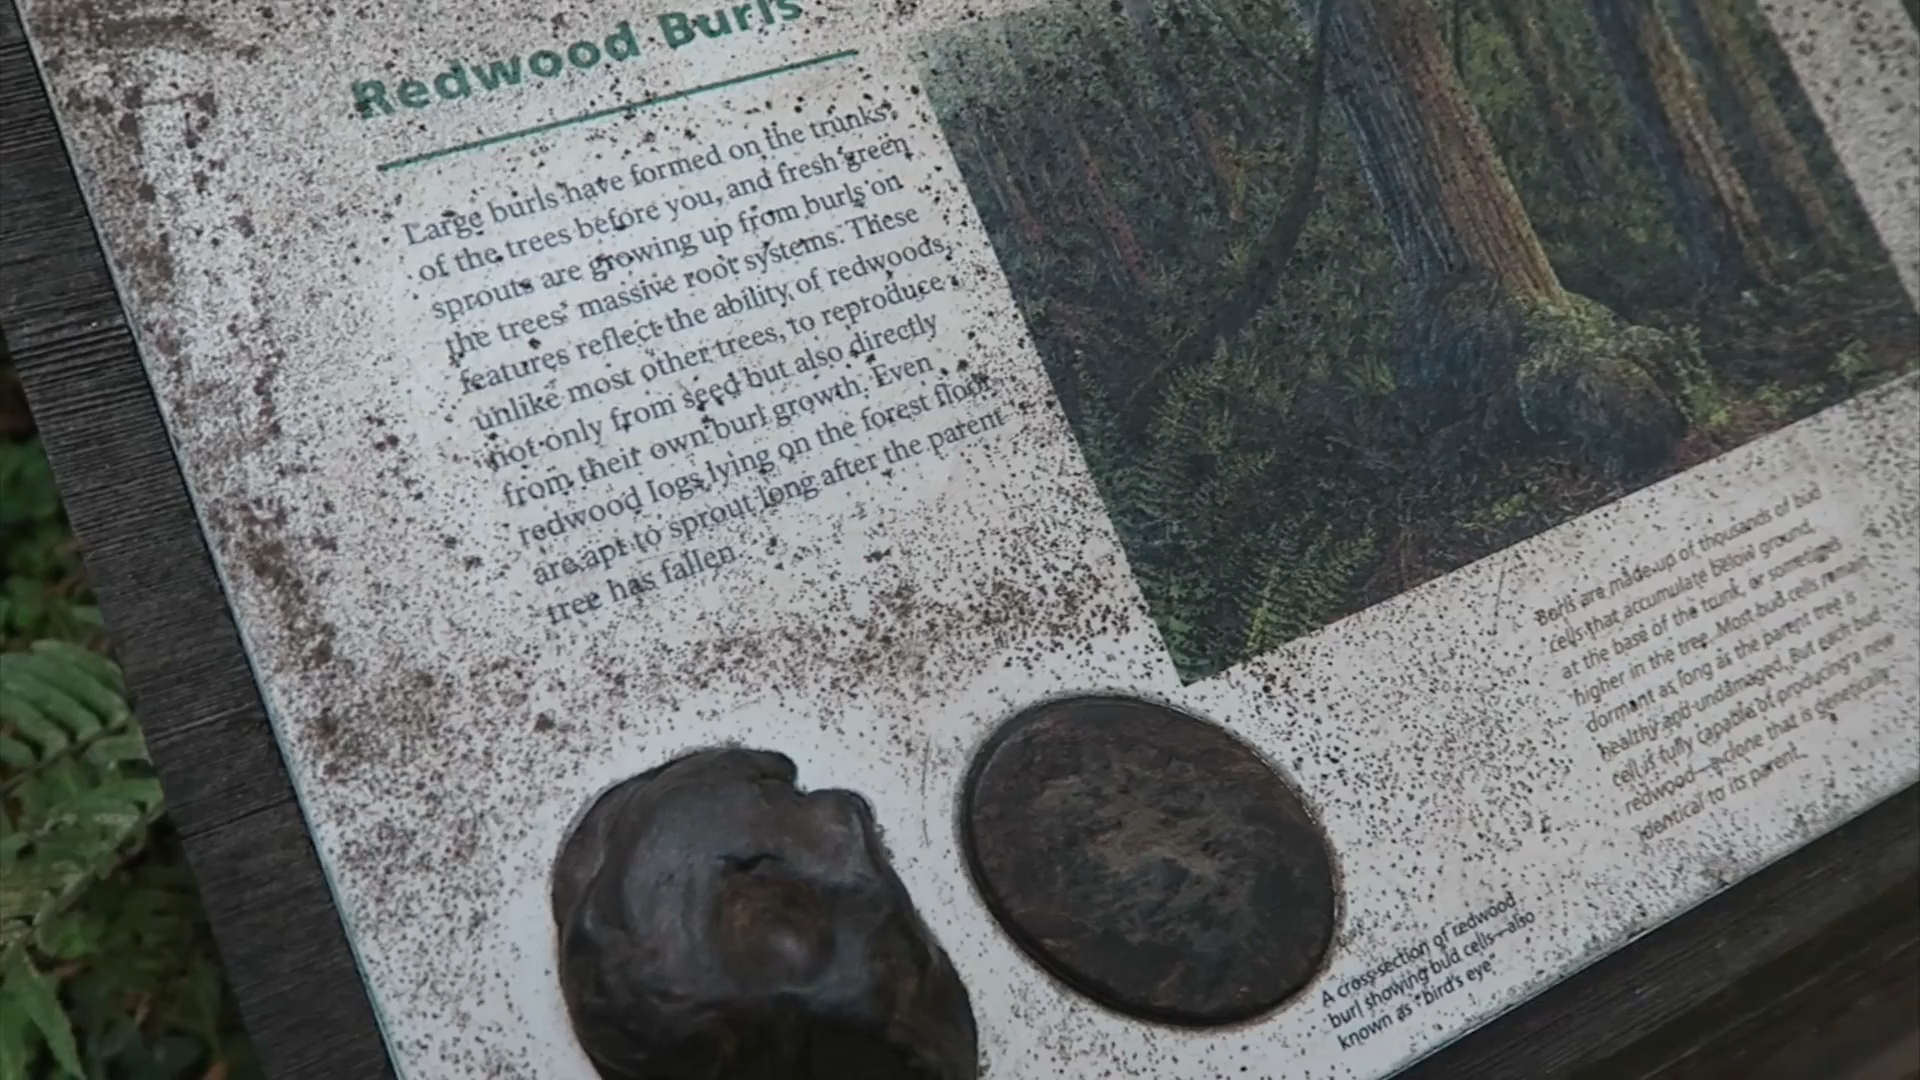 Redwood Burls
Large burls have formed on the trunks
of the trees before you, and fresh green
sprouts are growing up from burls on
the trees' massive root systems. These
features reflect the ability of redwoods,
unlike most other trees, to reproduce
not only from seed but also directly
from their own burl growth. Even
redwood logs lying on the forest floor
are apt to sprout long after the parent
tree has fallen.
Burls are made up of thousands of bud
cells that accumulate below ground,
at the base of the trunk, or sometimes
higher in the tree. Most bud cells remain
dormant as long as the parent tree is
healthy and undamaged. But each bud
cell is fully capable of producing a new
redwood—a clone that is genetically
identical to its parent.
A cross-section of redwood
burl showing bud cells—also
known as "bird's eye"